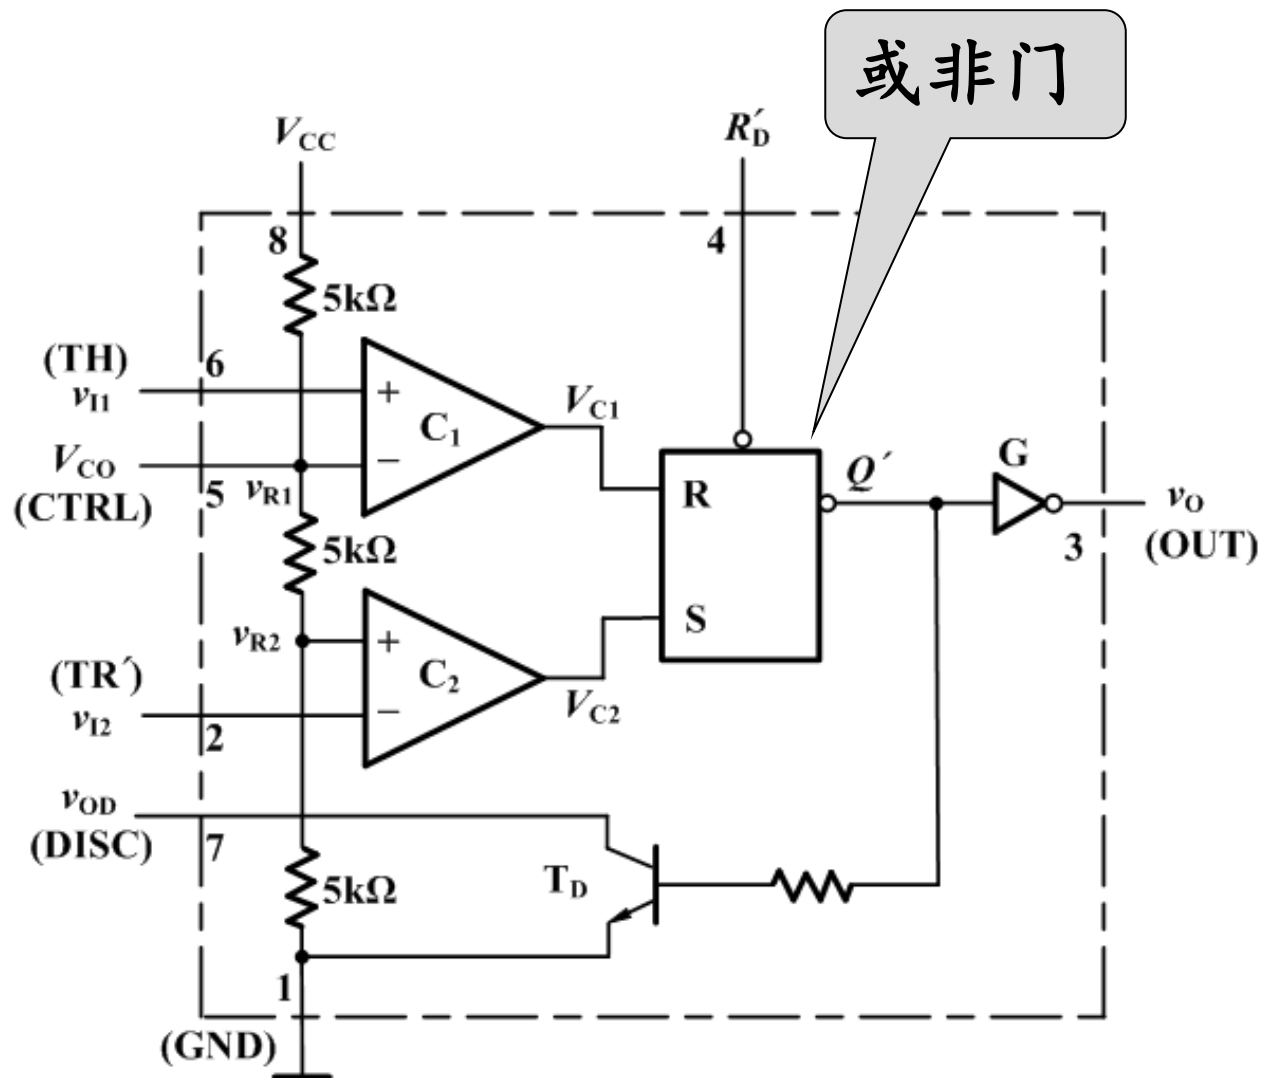 或非门
V_CC
R′_D
8
4
5kΩ
(TH)
6
v_I1
+
C_1
V_C1
V_CO
−
5
v_R1
(CTRL)
R
Q′
G
v_O
3
(OUT)
5kΩ
S
v_R2
+
C_2
(TR′)
−
V_C2
v_I2
2
v_OD
7
(DISC)
5kΩ
T_D
1
(GND)